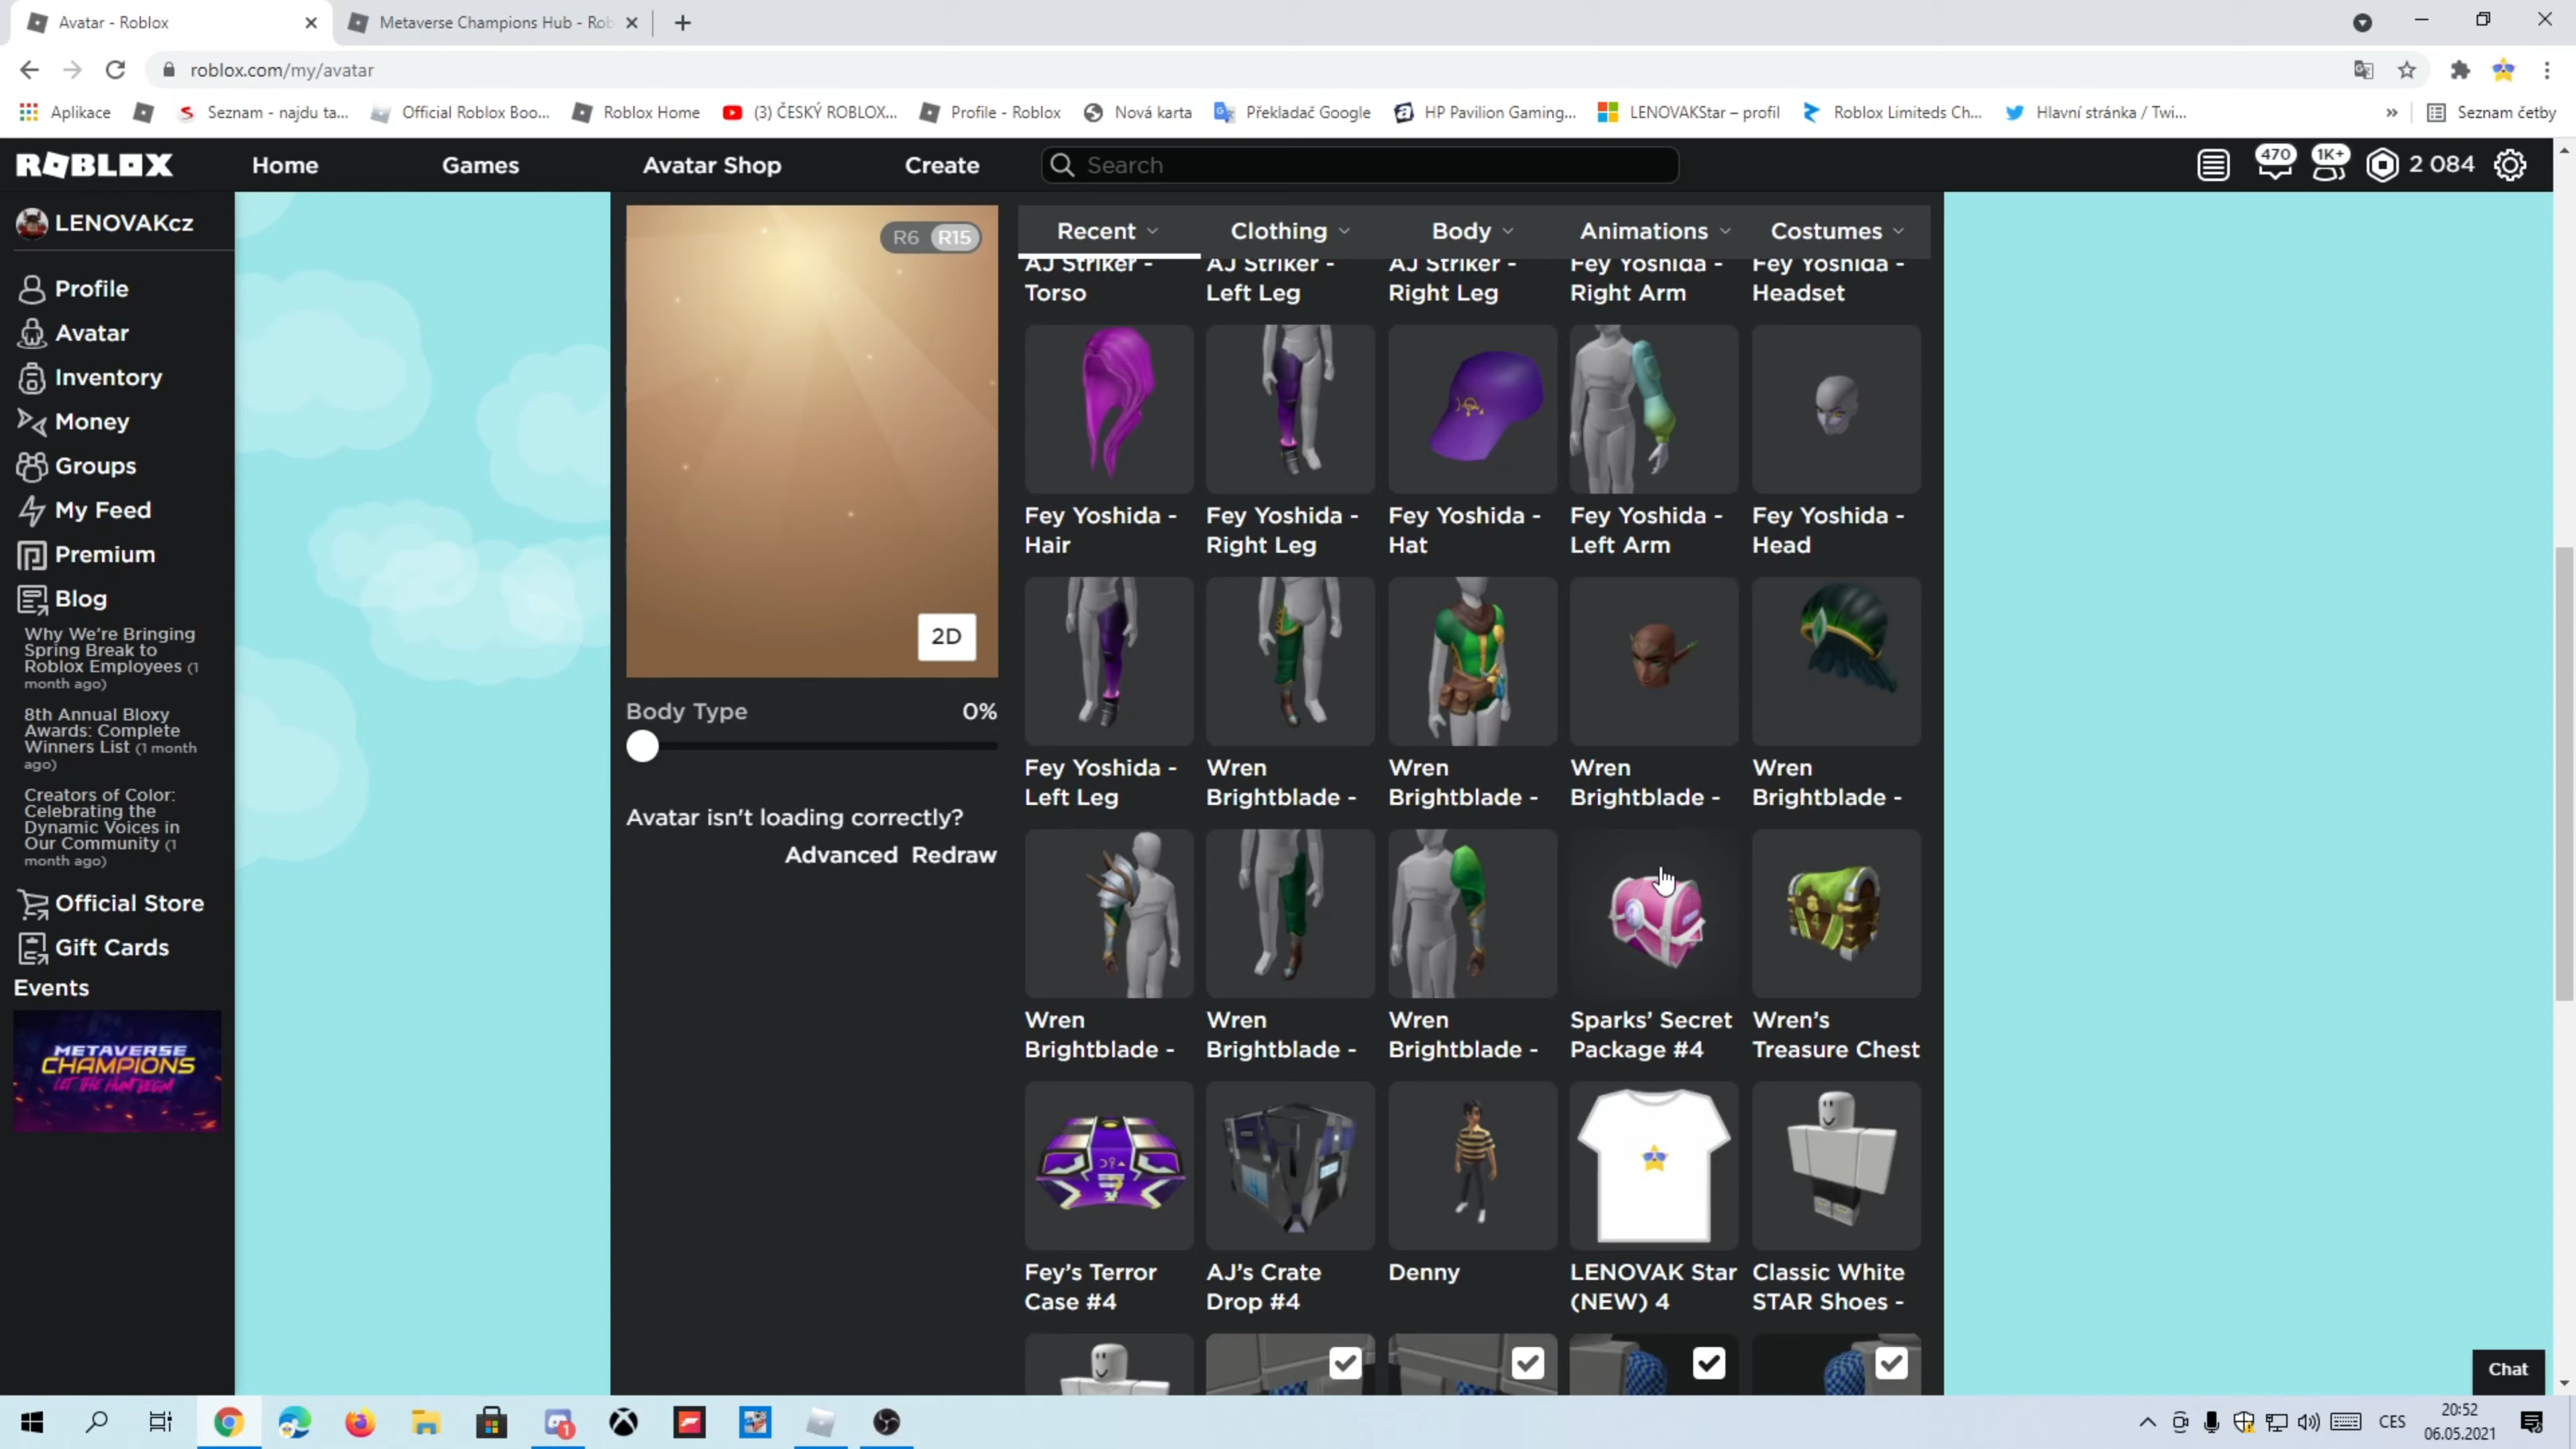 Avatar - Roblox
Metaverse Champions Hub - Rob
roblox.com/my/avatar
Aplikace
Seznam - najdu ta...
Official Roblox Boo...
Roblox Home
(3) ČESKÝ ROBLOX...
Profile - Roblox
Nová karta
Překladač Google
HP Pavilion Gaming...
LENOVAKStar – profil
Roblox Limiteds Ch...
Hlavní stránka / Twi...
»
Seznam četby
ROBLOX
Home
Games
Avatar Shop
Create
Search
470
1K+
2 084
LENOVAKcz
Profile
Avatar
Inventory
Money
Groups
My Feed
Premium
Blog
Why We're Bringing
Spring Break to
Roblox Employees (1
month ago)
8th Annual Bloxy
Awards: Complete
Winners List (1 month
ago)
Creators of Color:
Celebrating the
Dynamic Voices in
Our Community (1
month ago)
Official Store
Gift Cards
Events
METAVERSE
CHAMPIONS
LET THE HUNT BEGIN
R6 R15
2D
Body Type 0%
Avatar isn't loading correctly?
Advanced Redraw
Recent
Clothing
Body
Animations
Costumes
AJ Striker -
Torso
AJ Striker -
Left Leg
AJ Striker -
Right Leg
Fey Yoshida -
Right Arm
Fey Yoshida -
Headset
Fey Yoshida -
Hair
Fey Yoshida -
Right Leg
Fey Yoshida -
Hat
Fey Yoshida -
Left Arm
Fey Yoshida -
Head
Fey Yoshida -
Left Leg
Wren
Brightblade -
Wren
Brightblade -
Wren
Brightblade -
Wren
Brightblade -
Wren
Brightblade -
Wren
Brightblade -
Wren
Brightblade -
Sparks' Secret
Package #4
Wren's
Treasure Chest
Fey's Terror
Case #4
AJ's Crate
Drop #4
Denny
LENOVAK Star
(NEW) 4
Classic White
STAR Shoes -
Chat
1
CES
20:52
06.05.2021